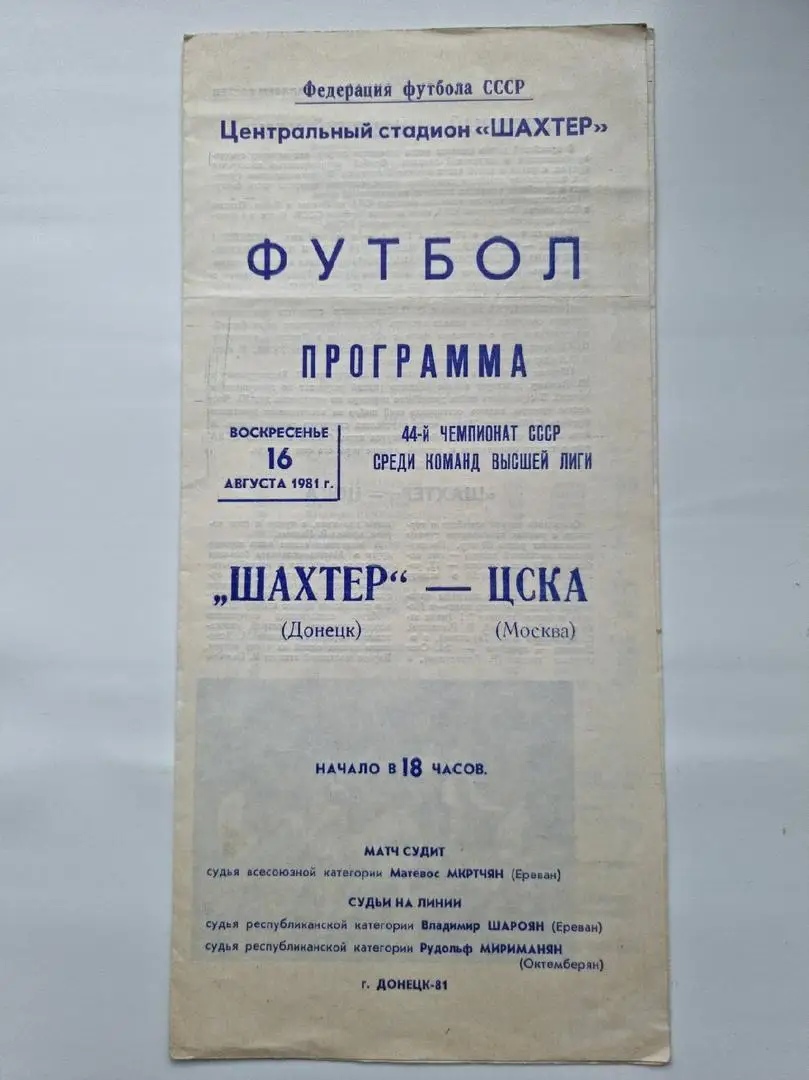 Федерация футбола СССР
Центральный стадион «ШАХТЕР»
ФУТБОЛ
ПРОГРАММА
ВОСКРЕСЕНЬЕ
16
АВГУСТА 1981 г.
44-й ЧЕМПИОНАТ СССР
СРЕДИ КОМАНД ВЫСШЕЙ ЛИГИ
„ШАХТЕР“ — ЦСКА
(Донецк) (Москва)
НАЧАЛО В 18 ЧАСОВ.
МАТЧ СУДИТ
судья всесоюзной категории Матевос МКРТЧЯН (Ереван)
СУДЬИ НА ЛИНИИ
судья республиканской категории Владимир ШАРОЯН (Ереван)
судья республиканской категории Рудольф МИРИМАНЯН
(Октемберян)
г. ДОНЕЦК-81